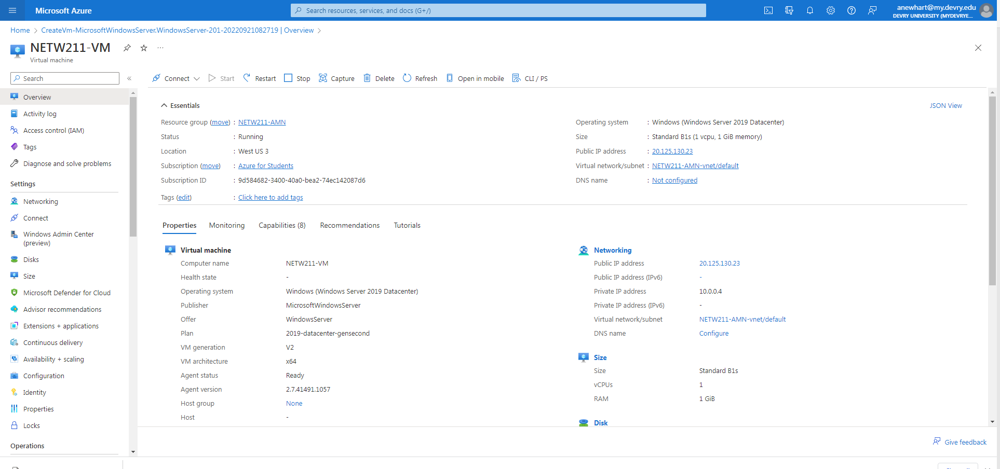 Microsoft Azure
Search resources, services, and docs (G+/)
anewhart@my.devry.edu
DEVRY UNIVERSITY (MYDEVRYE...
Home > CreateVm-MicrosoftWindowsServer.WindowsServer-201-20220921082719 | Overview >
NETW211-VM ...
Virtual machine
Search «
Connect Start Restart Stop Capture Delete Refresh Open in mobile CLI / PS
Overview
Activity log
Access control (IAM)
Tags
Diagnose and solve problems
Settings
Networking
Connect
Windows Admin Center
(preview)
Disks
Size
Microsoft Defender for Cloud
Advisor recommendations
Extensions + applications
Continuous delivery
Availability + scaling
Configuration
Identity
Properties
Locks
Operations
Essentials JSON View
Resource group (move) : NETW211-AMN
Status : Running
Location : West US 3
Subscription (move) : Azure for Students
Subscription ID : 9d584682-3400-40a0-bea2-74ec142087d6
Tags (edit) : Click here to add tags
Operating system : Windows (Windows Server 2019 Datacenter)
Size : Standard B1s (1 vcpu, 1 GiB memory)
Public IP address : 20.125.130.23
Virtual network/subnet : NETW211-AMN-vnet/default
DNS name : Not configured
Properties Monitoring Capabilities (8) Recommendations Tutorials
Virtual machine
Computer name NETW211-VM
Health state -
Operating system Windows (Windows Server 2019 Datacenter)
Publisher MicrosoftWindowsServer
Offer WindowsServer
Plan 2019-datacenter-gensecond
VM generation V2
VM architecture x64
Agent status Ready
Agent version 2.7.41491.1057
Host group None
Host -
Networking
Public IP address 20.125.130.23
Public IP address (IPv6) -
Private IP address 10.0.0.4
Private IP address (IPv6) -
Virtual network/subnet NETW211-AMN-vnet/default
DNS name Configure
Size
Size Standard B1s
vCPUs 1
RAM 1 GiB
Disk
Give feedback